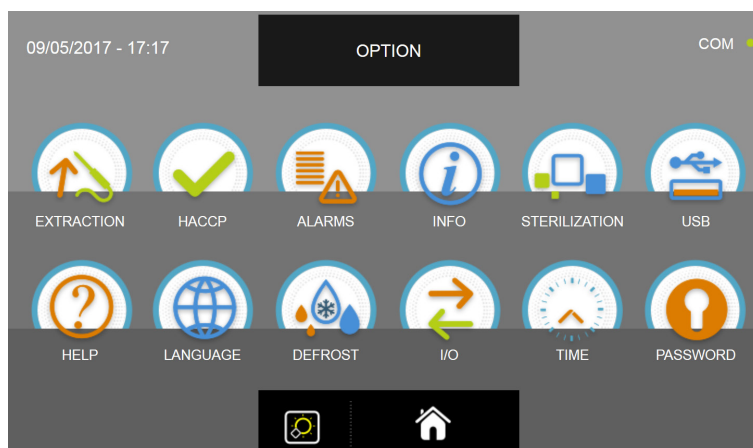 09/05/2017 - 17:17
OPTION
COM
EXTRACTION
HACCP
ALARMS
INFO
STERILIZATION
USB
HELP
LANGUAGE
DEFROST
I/O
TIME
PASSWORD